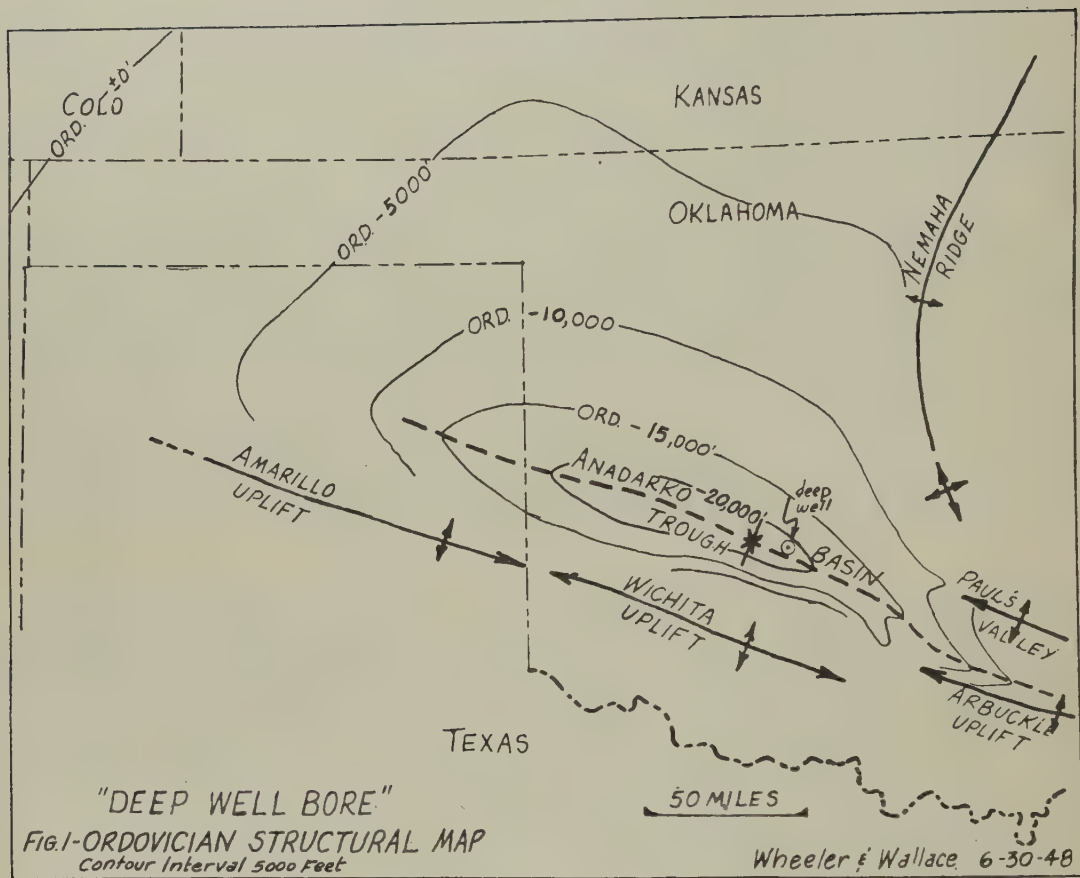 COLO
ORD. ±0'
KANSAS
ORD. -5000'
OKLAHOMA
NEMAHA
RIDGE
ORD. -10,000
ORD. -15,000'
ANADARKO -20,000'
TROUGH
BASIN
deep
well
AMARILLO
UPLIFT
WICHITA
UPLIFT
PAULS
VALLEY
ARBUCKLE
UPLIFT
TEXAS
50 MILES
"DEEP WELL BORE"
FIG.1-ORDOVICIAN STRUCTURAL MAP
Contour Interval 5000 Feet
Wheeler & Wallace 6-30-48